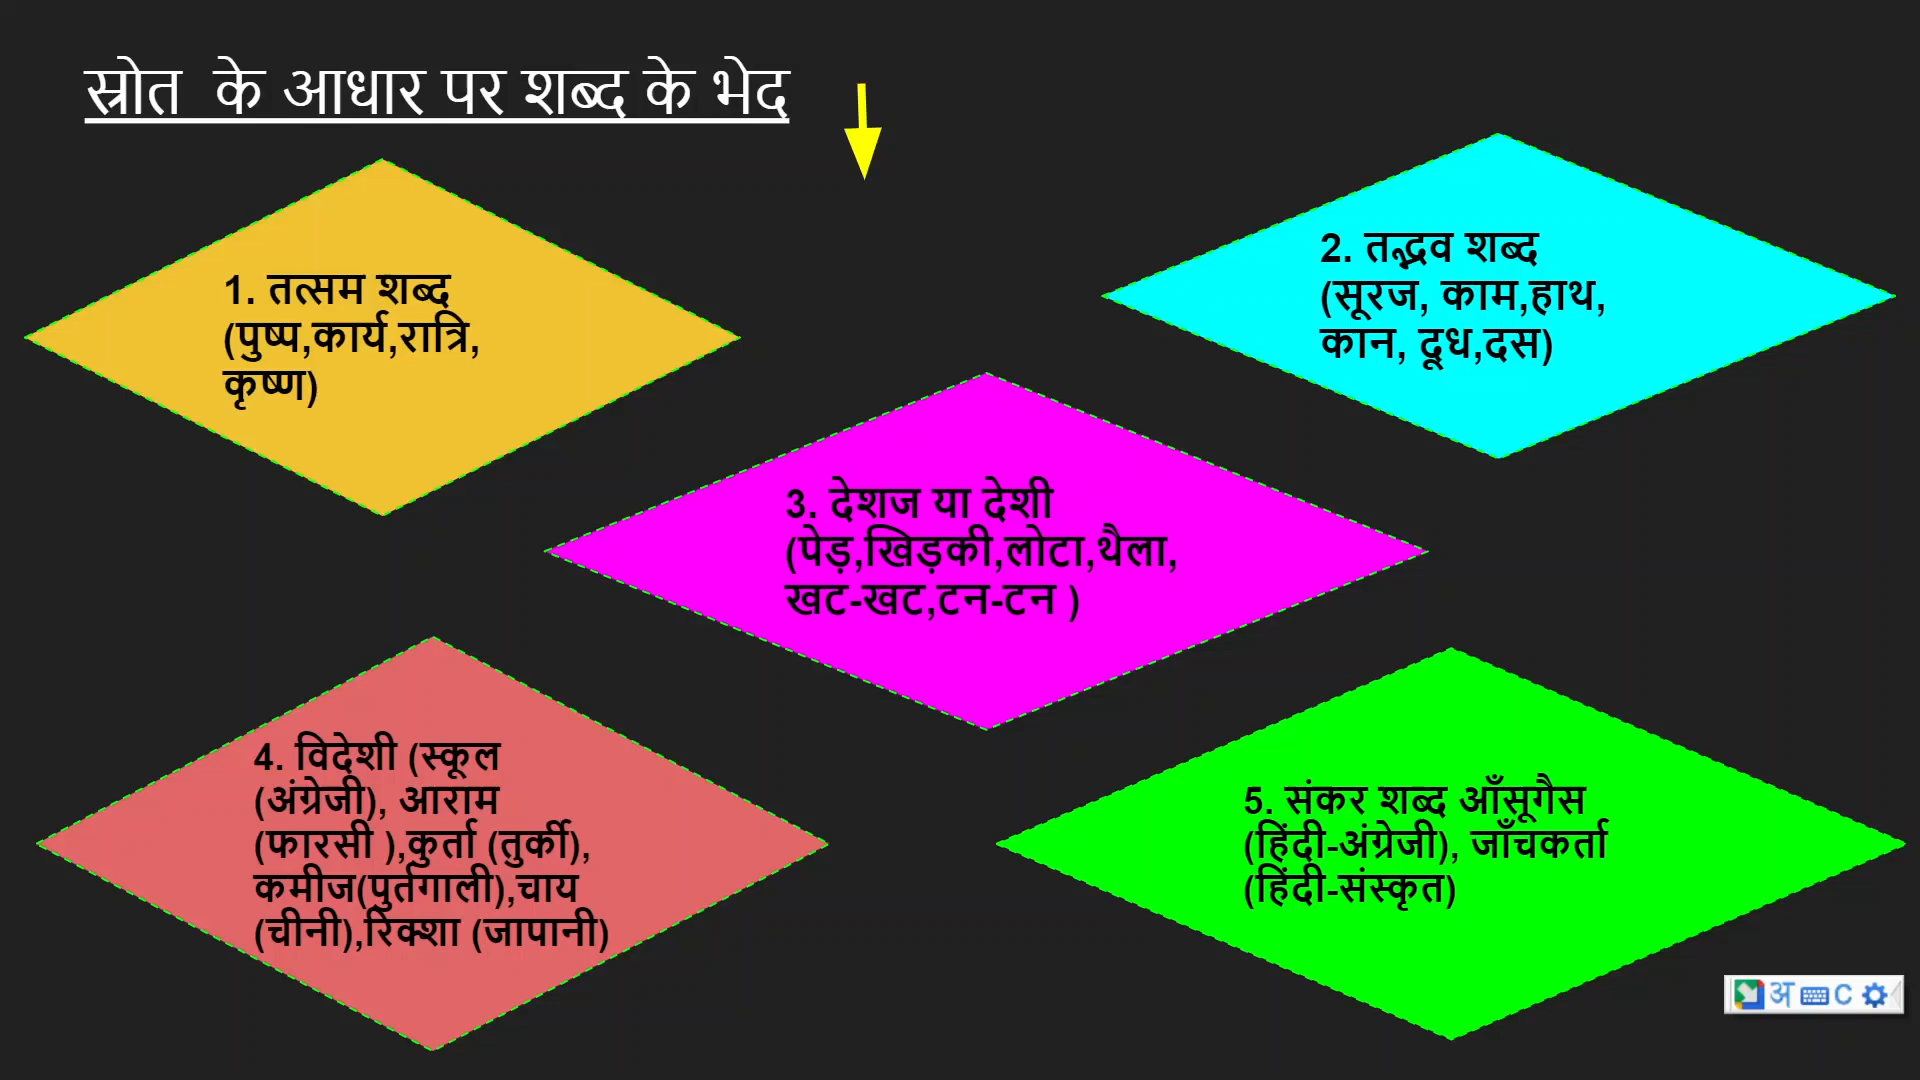 स्रोत के आधार पर शब्द के भेद
1. तत्सम शब्द
(पुष्प,कार्य,रात्रि,
कृष्ण)
2. तद्भव शब्द
(सूरज, काम,हाथ,
कान, दूध,दस)
3. देशज या देशी
(पेड़,खिड़की,लोटा,थैला,
खट-खट,टन-टन )
4. विदेशी (स्कूल
(अंग्रेजी), आराम
(फारसी ),कुर्ता (तुर्की),
कमीज(पुर्तगाली),चाय
(चीनी),रिक्शा (जापानी)
5. संकर शब्द आँसूगैस
(हिंदी-अंग्रेजी), जाँचकर्ता
(हिंदी-संस्कृत)
अ C